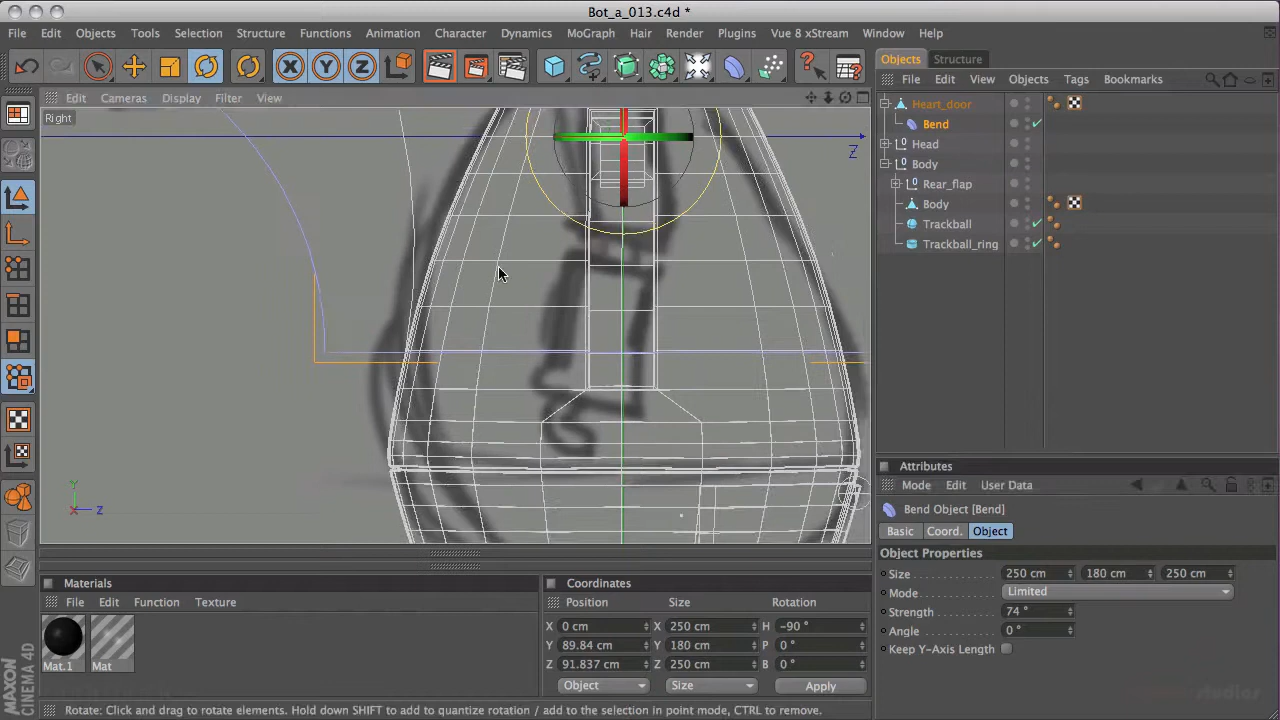 Bot_a_013.c4d *
File Edit Objects Tools Selection Structure Functions Animation Character Dynamics MoGraph Hair Render Plugins Vue 8 xStream Window Help
X Y Z
Objects Structure
File Edit View Objects Tags Bookmarks
Edit Cameras Display Filter View
Right
Z
Heart_door
Bend
Head
Body
Rear_flap
Body
Trackball
Trackball_ring
Y
X Z
Attributes
Mode Edit User Data
Bend Object [Bend]
Basic Coord. Object
Object Properties
Size 250 cm 180 cm 250 cm
Mode Limited
Strength 74 °
Angle 0 °
Keep Y-Axis Length
Materials
File Edit Function Texture
Mat.1 Mat
Coordinates
Position Size Rotation
X 0 cm X 250 cm H -90 °
Y 89.84 cm Y 180 cm P 0 °
Z 91.837 cm Z 250 cm B 0 °
Object Size Apply
MAXON CINEMA 4D
Rotate: Click and drag to rotate elements. Hold down SHIFT to add to quantize rotation / add to the selection in point mode, CTRL to remove.